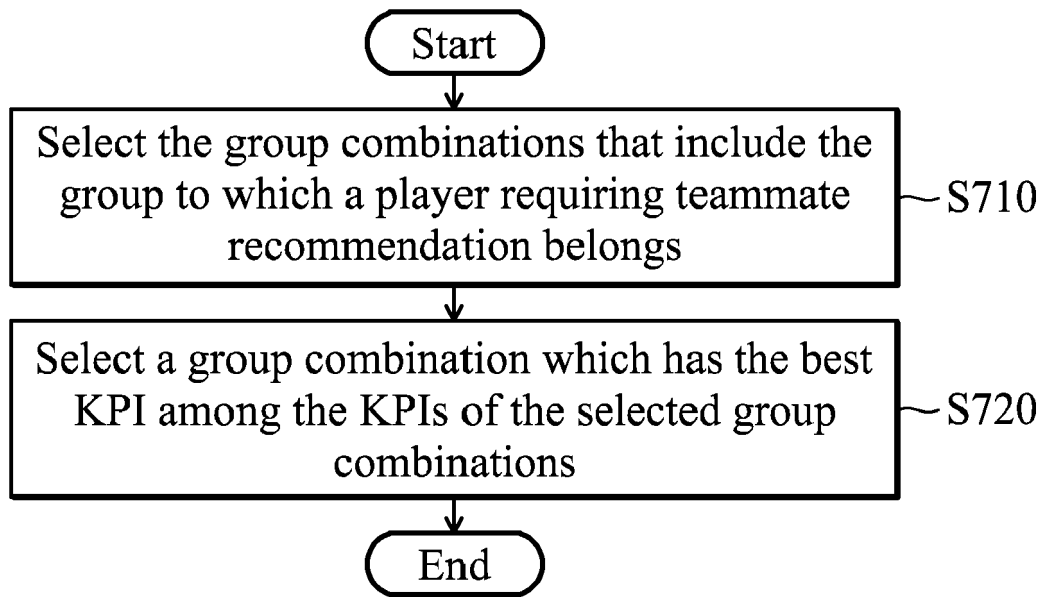 Start
Select the group combinations that include the
group to which a player requiring teammate
recommendation belongs
S710
Select a group combination which has the best
KPI among the KPIs of the selected group
combinations
S720
End